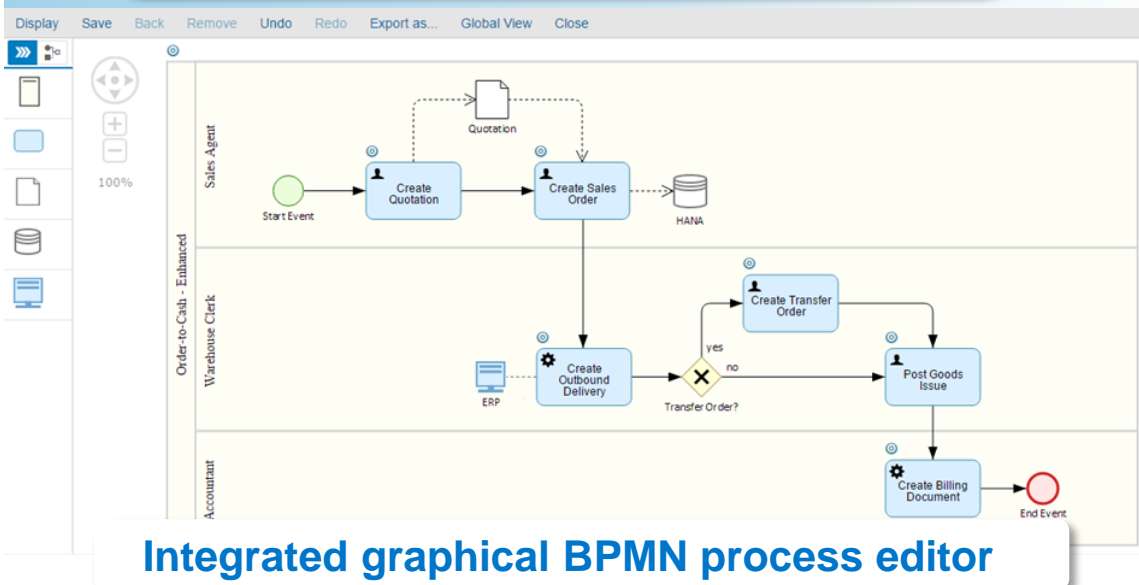 Display Save Back Remove Undo Redo Export as... Global View Close
100%
Order-to-Cash - Enhanced
Sales Agent
Start Event
Create
Quotation
Quotation
Create Sales
Order
HANA
Warehouse Clerk
ERP
Create
Outbound
Delivery
Transfer Order?
yes
no
Create Transfer
Order
Post Goods
Issue
Accountant
Create Billing
Document
End Event
Integrated graphical BPMN process editor